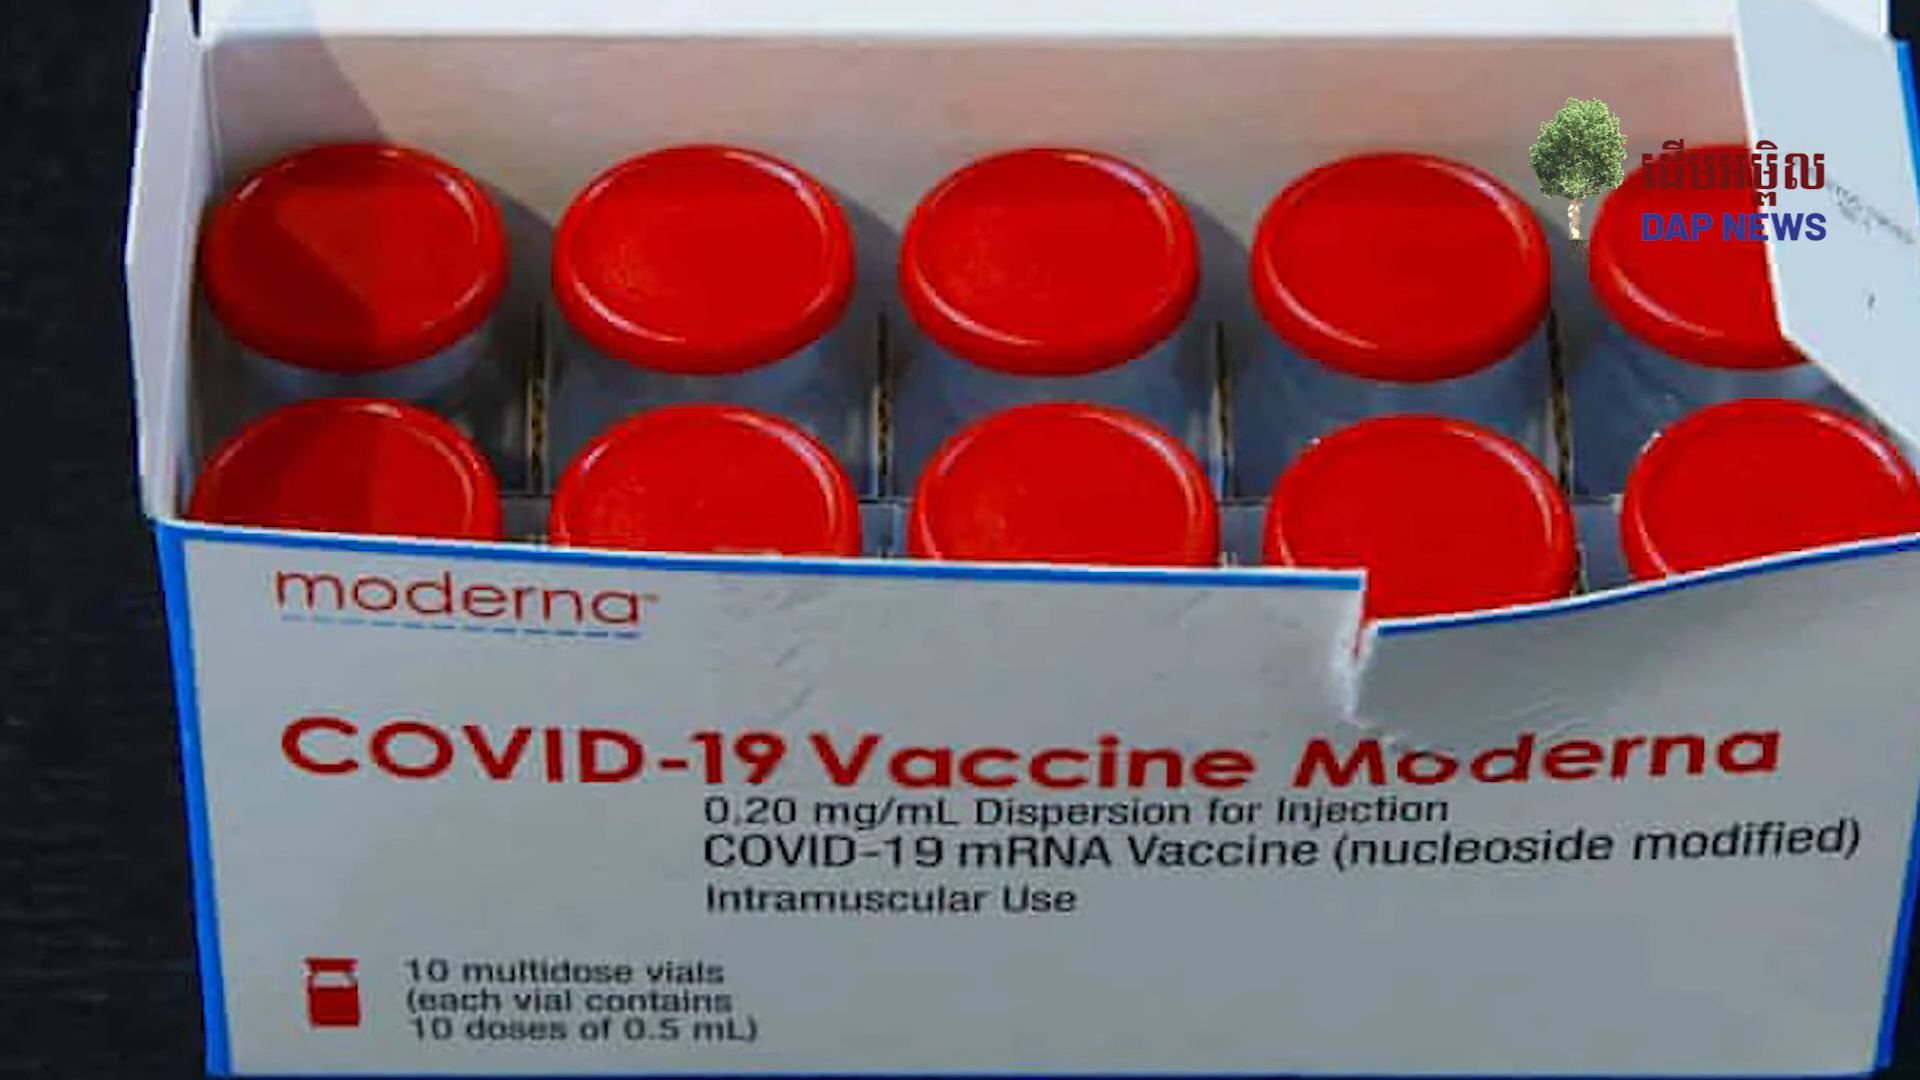 ដើមអម្ពិល
DAP NEWS
moderna™
COVID-19 Vaccine Moderna
0.20 mg/mL Dispersion for Injection
COVID-19 mRNA Vaccine (nucleoside modified)
Intramuscular Use
10 multidose vials
(each vial contains
10 doses of 0.5 mL)